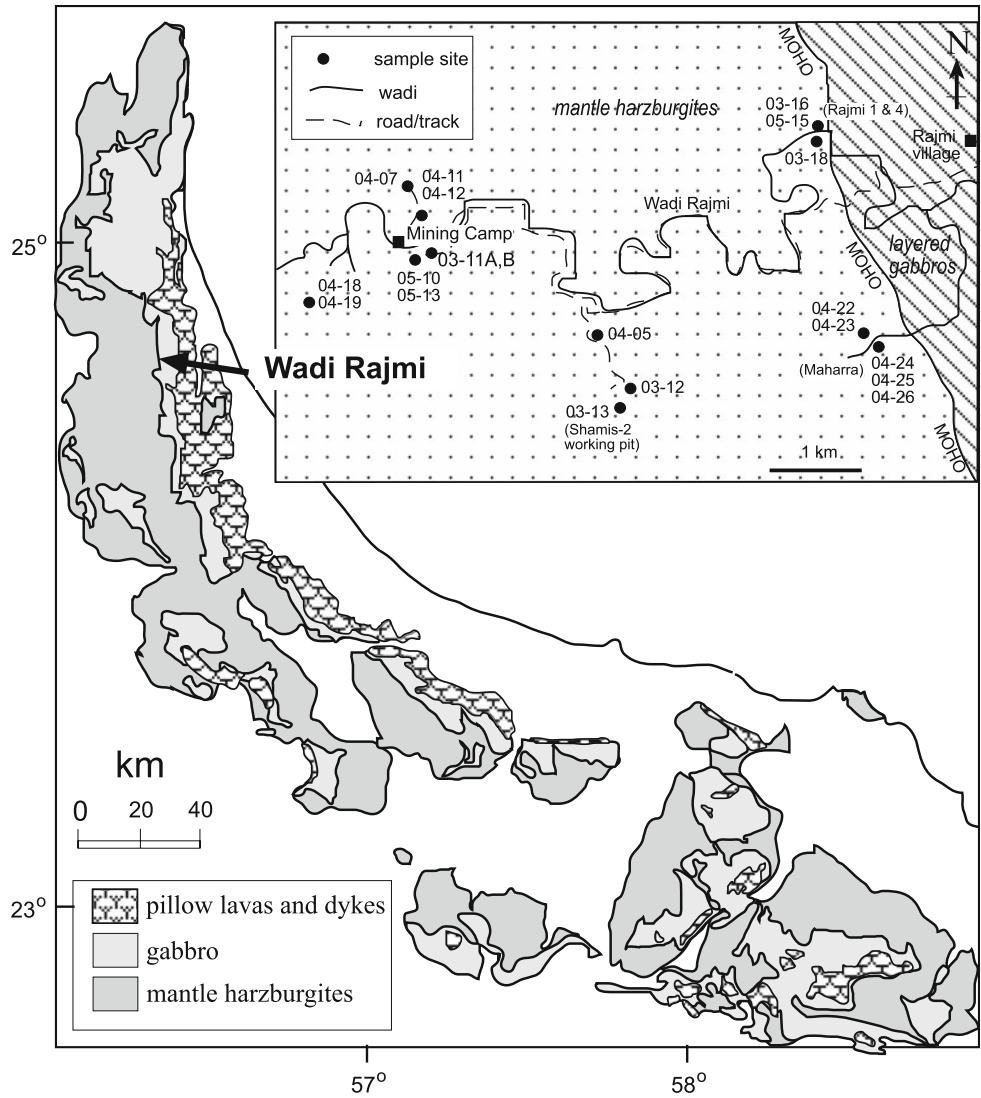 sample site
wadi
road/track
mantle harzburgites
MOHO
N
03-16
05-15
(Rajmi 1 & 4)
03-18
Rajmi
village
04-07
04-11
04-12
Wadi Rajmi
Mining Camp
03-11A,B
05-10
05-13
04-18
04-19
layered
gabbros
MOHO
04-05
04-22
04-23
(Maharra)
04-24
04-25
04-26
03-12
03-13
(Shamis-2
working pit)
1 km
MOHO
25o
Wadi Rajmi
km
0 20 40
23o
pillow lavas and dykes
gabbro
mantle harzburgites
57o
58o